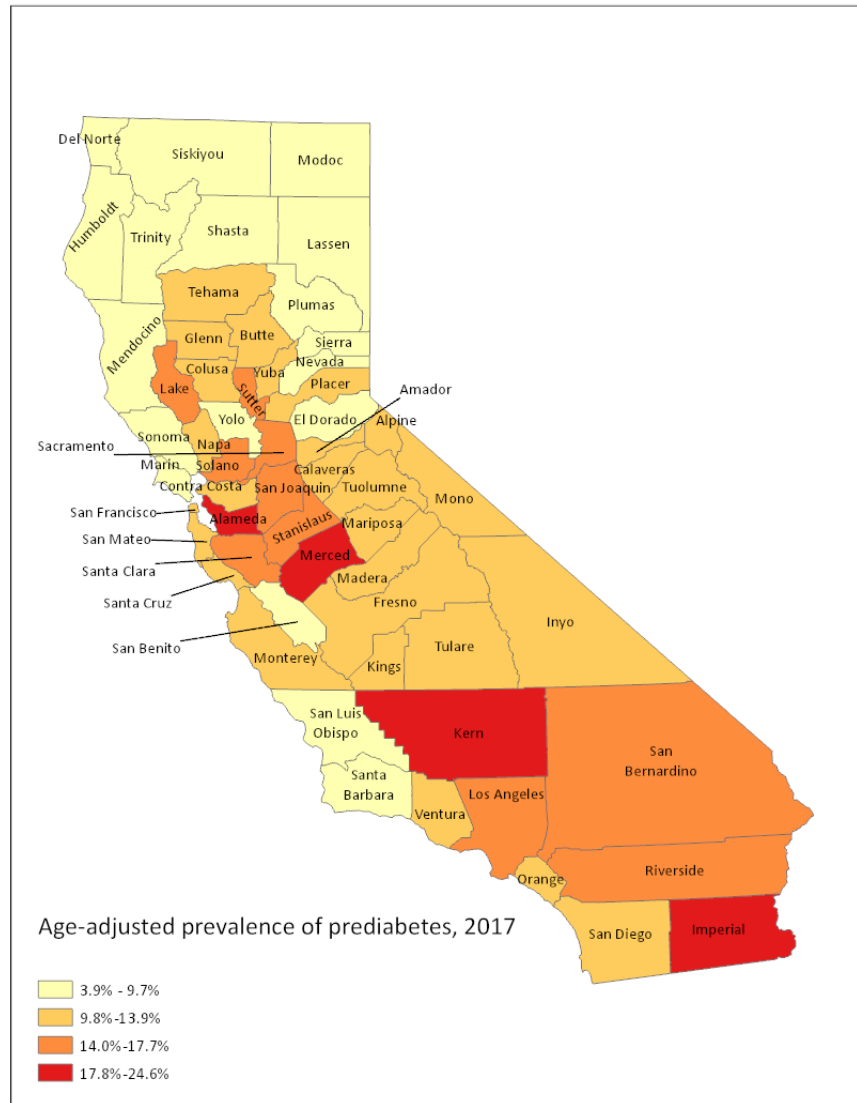 Del Norte
Siskiyou
Modoc
Humboldt
Trinity
Shasta
Lassen
Tehama
Plumas
Mendocino
Glenn
Butte
Sierra
Nevada
Colusa
Yuba
Placer
Amador
Lake
Sutter
Yolo
El Dorado
Alpine
Sacramento
Sonoma
Napa
Marin
Solano
Calaveras
Contra Costa
San Joaquin
Tuolumne
Mono
San Francisco
Alameda
Stanislaus
Mariposa
San Mateo
Merced
Santa Clara
Madera
Santa Cruz
Fresno
Inyo
San Benito
Monterey
Kings
Tulare
San Luis
Obispo
Kern
San
Bernardino
Santa
Barbara
Los Angeles
Ventura
Orange
Riverside
San Diego
Imperial
Age-adjusted prevalence of prediabetes, 2017
3.9% - 9.7%
9.8%-13.9%
14.0%-17.7%
17.8%-24.6%